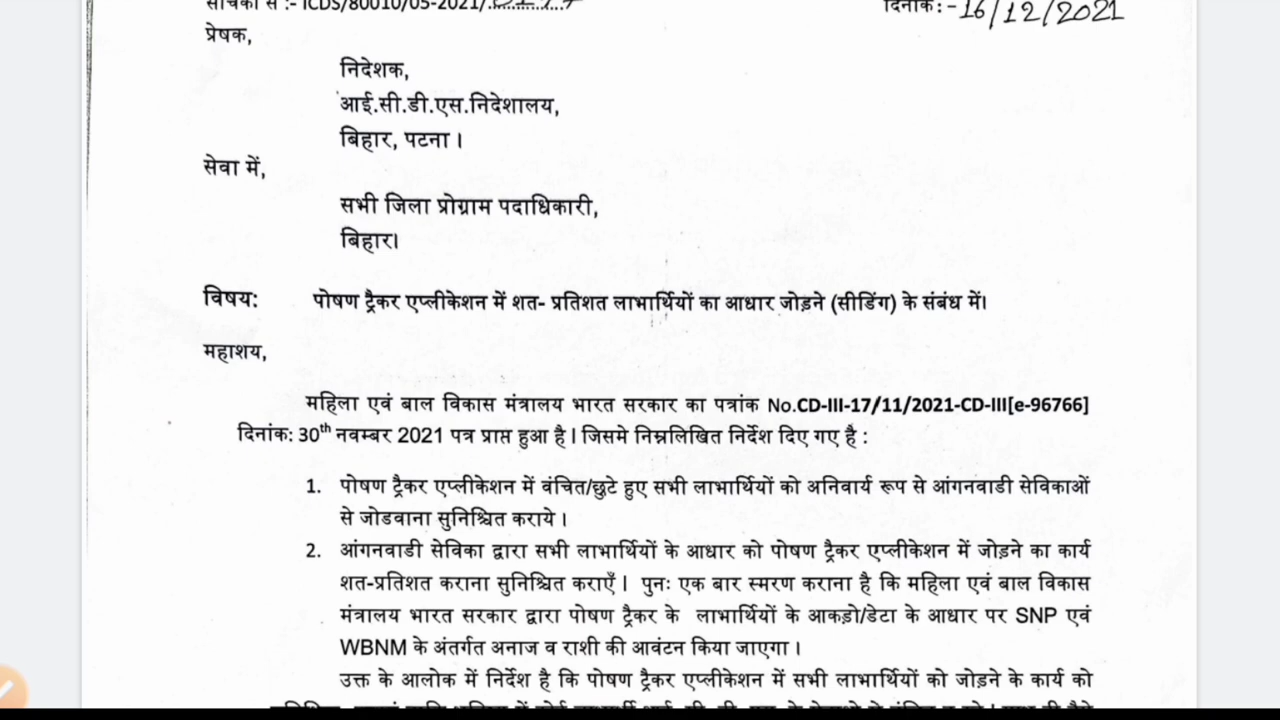 ICDS/80010/05-2021/
दिनांक:-16/12/2021
प्रेषक,
निदेशक,
आई.सी.डी.एस.निदेशालय,
बिहार, पटना।
सेवा में,
सभी जिला प्रोग्राम पदाधिकारी,
बिहार।
विषय: पोषण ट्रैकर एप्लीकेशन में शत- प्रतिशत लाभार्थियों का आधार जोड़ने (सीडिंग) के संबंध में।
महाशय,
महिला एवं बाल विकास मंत्रालय भारत सरकार का पत्रांक No.CD-III-17/11/2021-CD-III[e-96766]
दिनांक: 30th नवम्बर 2021 पत्र प्राप्त हुआ है। जिसमे निम्नलिखित निर्देश दिए गए है :
1. पोषण ट्रैकर एप्लीकेशन में वंचित/छुटे हुए सभी लाभार्थियों को अनिवार्य रूप से आंगनवाडी सेविकाओं
से जोडवाना सुनिश्चित कराये।
2. आंगनवाडी सेविका द्वारा सभी लाभार्थियों के आधार को पोषण ट्रैकर एप्लीकेशन में जोड़ने का कार्य
शत-प्रतिशत कराना सुनिश्चित कराएँ। पुनः एक बार स्मरण कराना है कि महिला एवं बाल विकास
मंत्रालय भारत सरकार द्वारा पोषण ट्रैकर के लाभार्थियों के आकड़ो/डेटा के आधार पर SNP एवं
WBNM के अंतर्गत अनाज व राशी की आवंटन किया जाएगा।
उक्त के आलोक में निर्देश है कि पोषण ट्रैकर एप्लीकेशन में सभी लाभार्थियों को जोड़ने के कार्य को